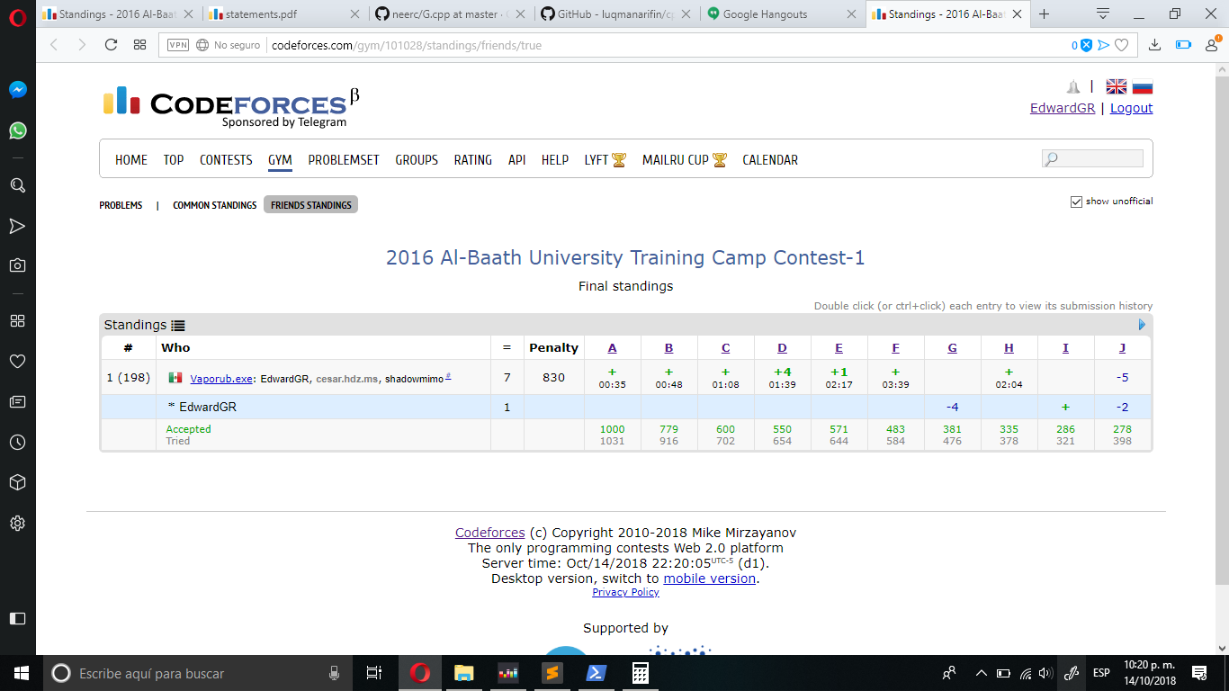 Standings - 2016 Al-Baat
statements.pdf
neerc/G.cpp at master ·
GitHub - luqmanarifin/cp
Google Hangouts
Standings - 2016 Al-Baat
VPN No seguro codeforces.com/gym/101028/standings/friends/true 0
CODEFORCES β
Sponsored by Telegram
EdwardGR | Logout
HOME TOP CONTESTS GYM PROBLEMSET GROUPS RATING API HELP LYFT MAILRU CUP CALENDAR
PROBLEMS | COMMON STANDINGS FRIENDS STANDINGS
show unofficial
2016 Al-Baath University Training Camp Contest-1
Final standings
Double click (or ctrl+click) each entry to view its submission history
Standings
# Who = Penalty A B C D E F G H I J
1 (198) Vaporub.exe: EdwardGR, cesar.hdz.ms, shadowmimo # 7 830 + + + +4 +1 + + -5
00:35 00:48 01:08 01:39 02:17 03:39 02:04
* EdwardGR 1 -4 + -2
Accepted 1000 779 600 550 571 483 381 335 286 278
Tried 1031 916 702 654 644 584 476 378 321 398
Codeforces (c) Copyright 2010-2018 Mike Mirzayanov
The only programming contests Web 2.0 platform
Server time: Oct/14/2018 22:20:05 UTC-5 (d1).
Desktop version, switch to mobile version.
Privacy Policy
Supported by
Escribe aquí para buscar
ESP
10:20 p. m.
14/10/2018